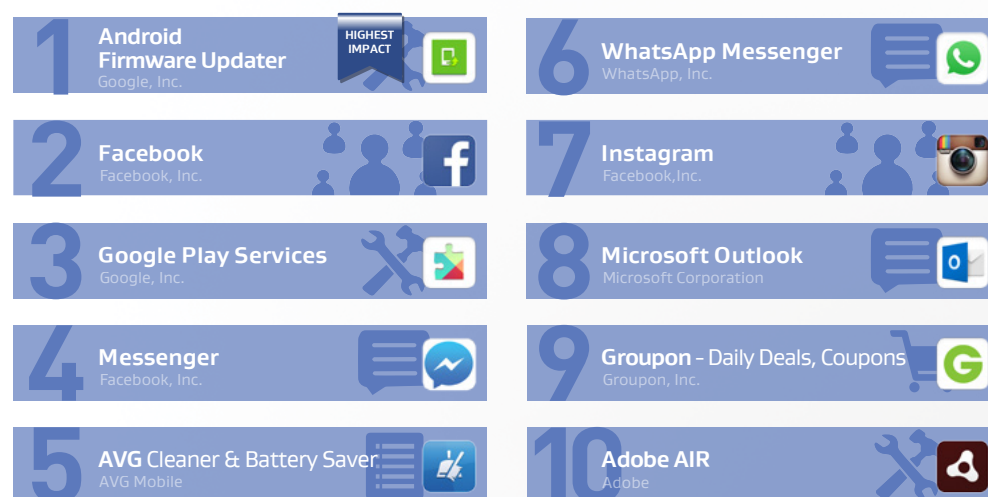 1
Android
Firmware Updater
Google, Inc.
HIGHEST
IMPACT
2
Facebook
Facebook, Inc.
f
3
Google Play Services
Google, Inc.
4
Messenger
Facebook, Inc.
5
AVG Cleaner & Battery Saver
AVG Mobile
6
WhatsApp Messenger
WhatsApp, Inc.
7
Instagram
Facebook,Inc.
8
Microsoft Outlook
Microsoft Corporation
o
9
Groupon - Daily Deals, Coupons
Groupon, Inc.
G
10
Adobe AIR
Adobe